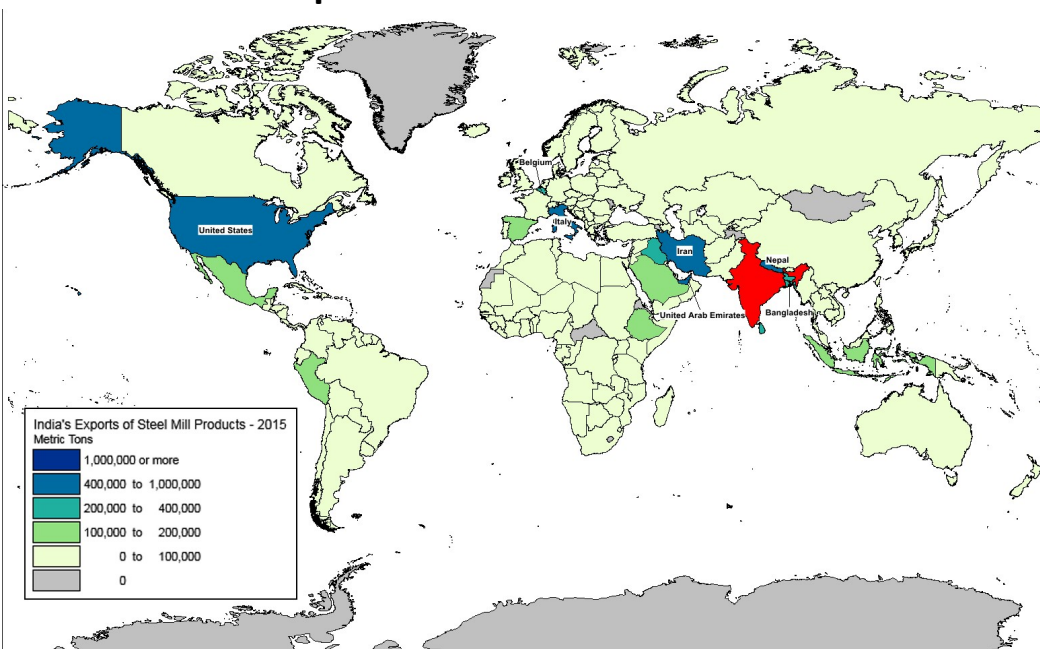 Belgium
Italy
United States
Iran
Nepal
United Arab Emirates
Bangladesh
India's Exports of Steel Mill Products - 2015
Metric Tons
1,000,000 or more
400,000 to 1,000,000
200,000 to 400,000
100,000 to 200,000
0 to 100,000
0